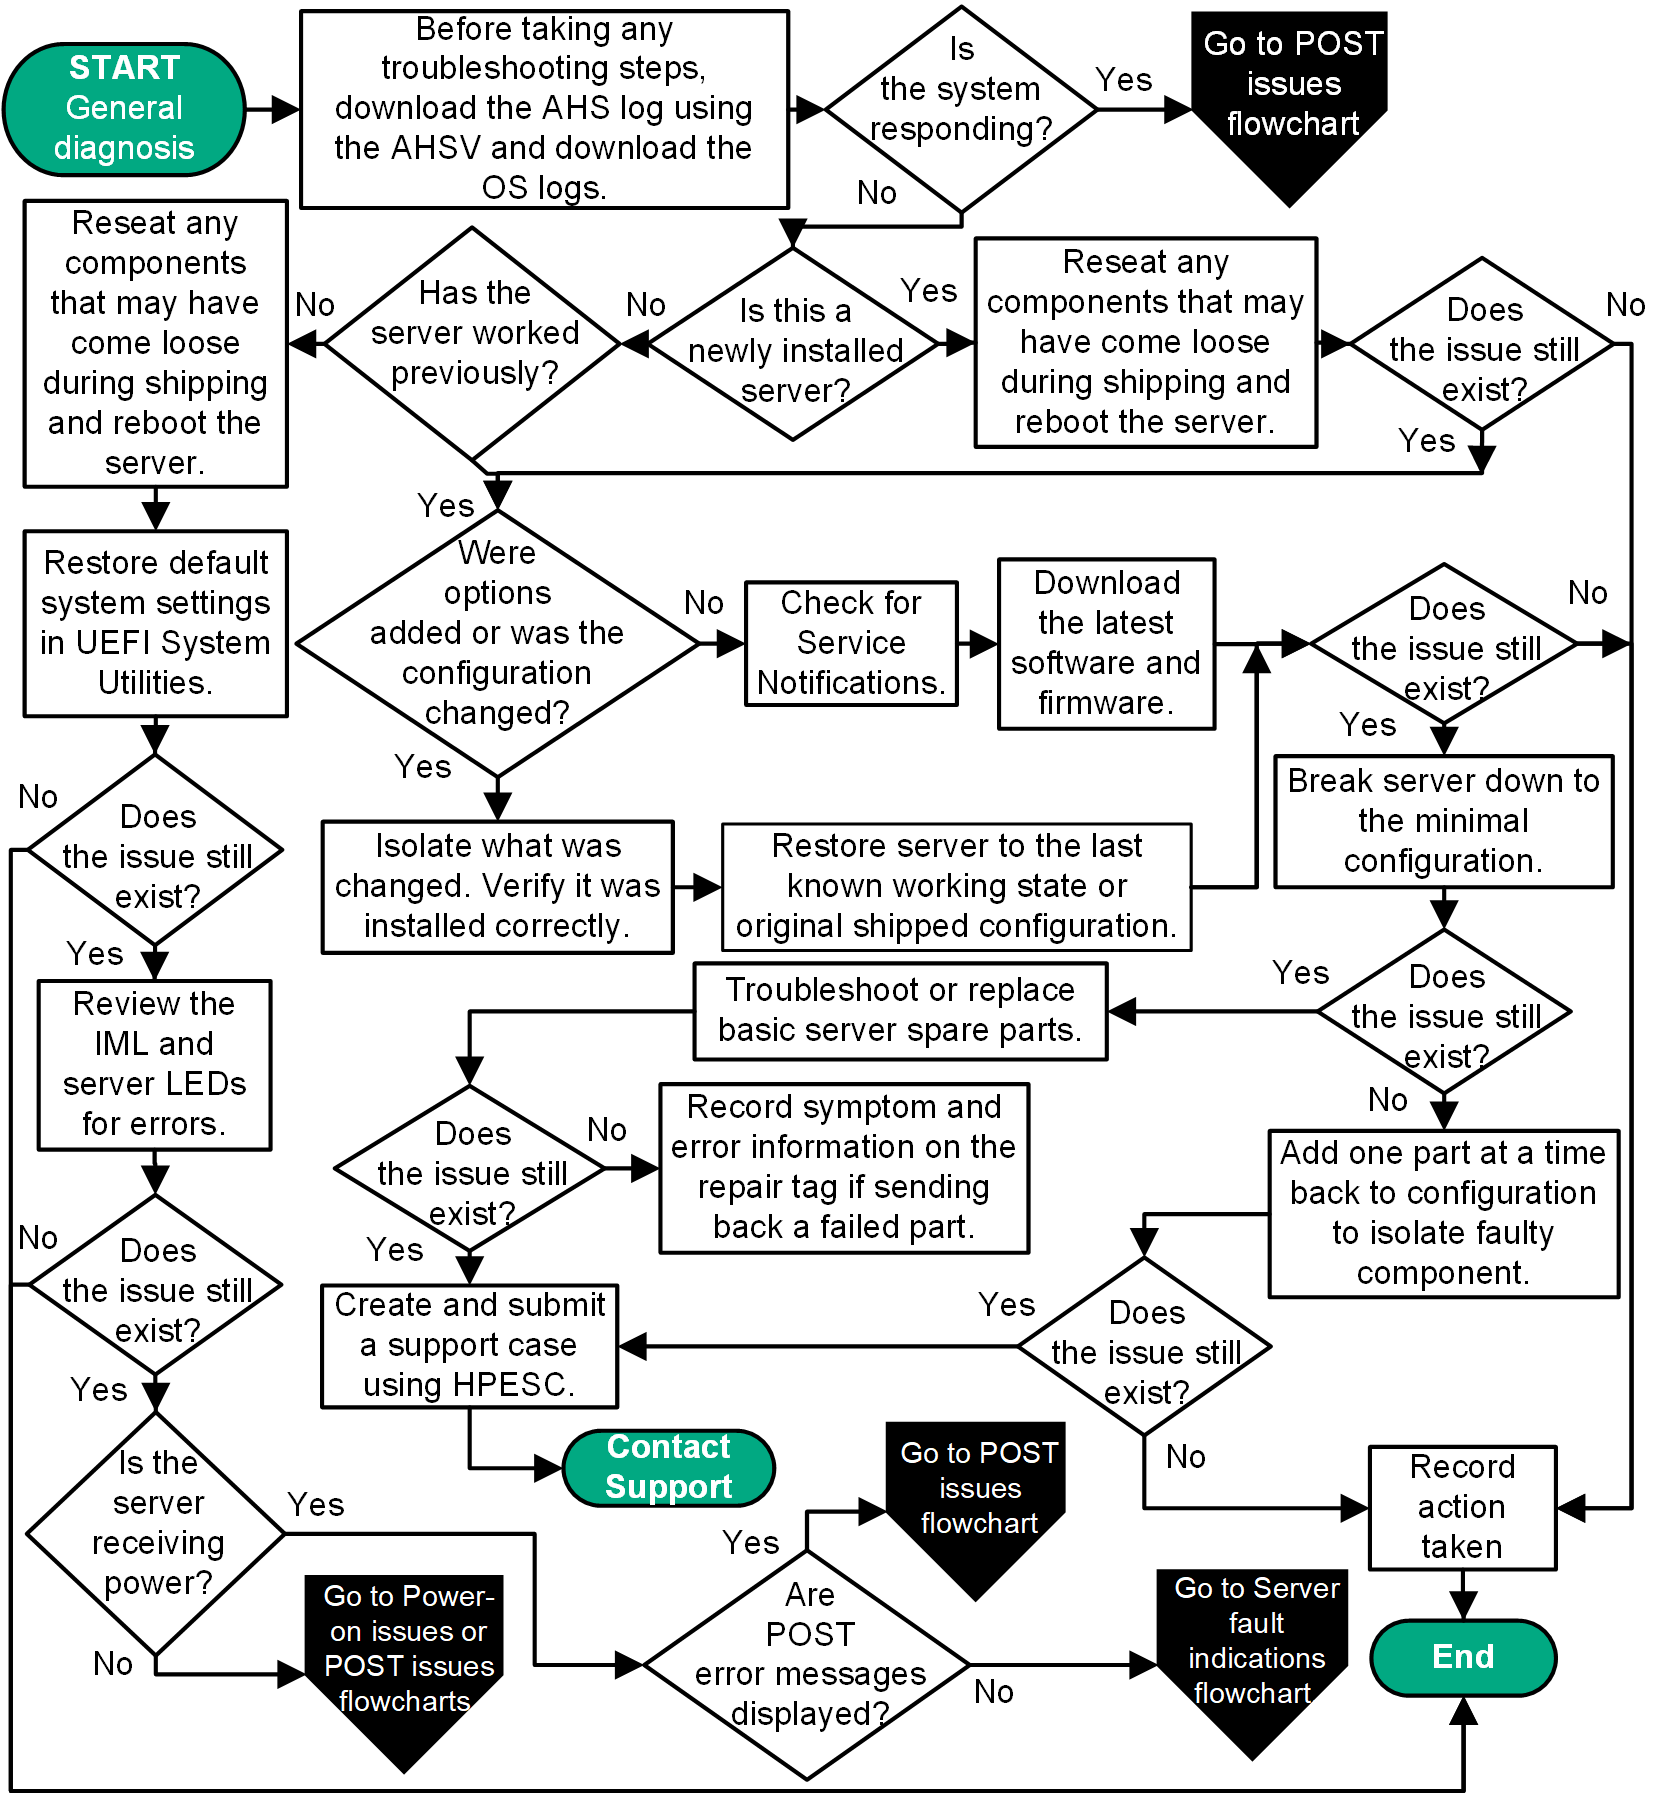 START
General
diagnosis
Before taking any
troubleshooting steps,
download the AHS log using
the AHSV and download the
OS logs.
Is
the system
responding?
Yes
Go to POST
issues
flowchart
No
Is this a
newly installed
server?
Yes
Reseat any
components that may
have come loose
during shipping and
reboot the server.
Does
the issue still
exist?
No
Yes
No
Has the
server worked
previously?
No
Reseat any
components
that may have
come loose
during shipping
and reboot the
server.
Yes
Were
options
added or was the
configuration
changed?
No
Check for
Service
Notifications.
Download
the latest
software and
firmware.
Does
the issue still
exist?
No
Yes
Restore default
system settings
in UEFI System
Utilities.
Yes
Isolate what was
changed. Verify it was
installed correctly.
Restore server to the last
known working state or
original shipped configuration.
Break server down to
the minimal
configuration.
No
Does
the issue still
exist?
Yes
Does
the issue still
exist?
Yes
Troubleshoot or replace
basic server spare parts.
No
Review the
IML and
server LEDs
for errors.
Does
the issue still
exist?
No
Record symptom and
error information on the
repair tag if sending
back a failed part.
Add one part at a time
back to configuration
to isolate faulty
component.
Yes
Create and submit
a support case
using HPESC.
Yes
Does
the issue still
exist?
No
No
Does
the issue still
exist?
Yes
Contact
Support
Is the
server
receiving
power?
Yes
No
Go to Power-
on issues or
POST issues
flowcharts
Are
POST
error messages
displayed?
Yes
Go to POST
issues
flowchart
No
Go to Server
fault
indications
flowchart
Record
action
taken
End